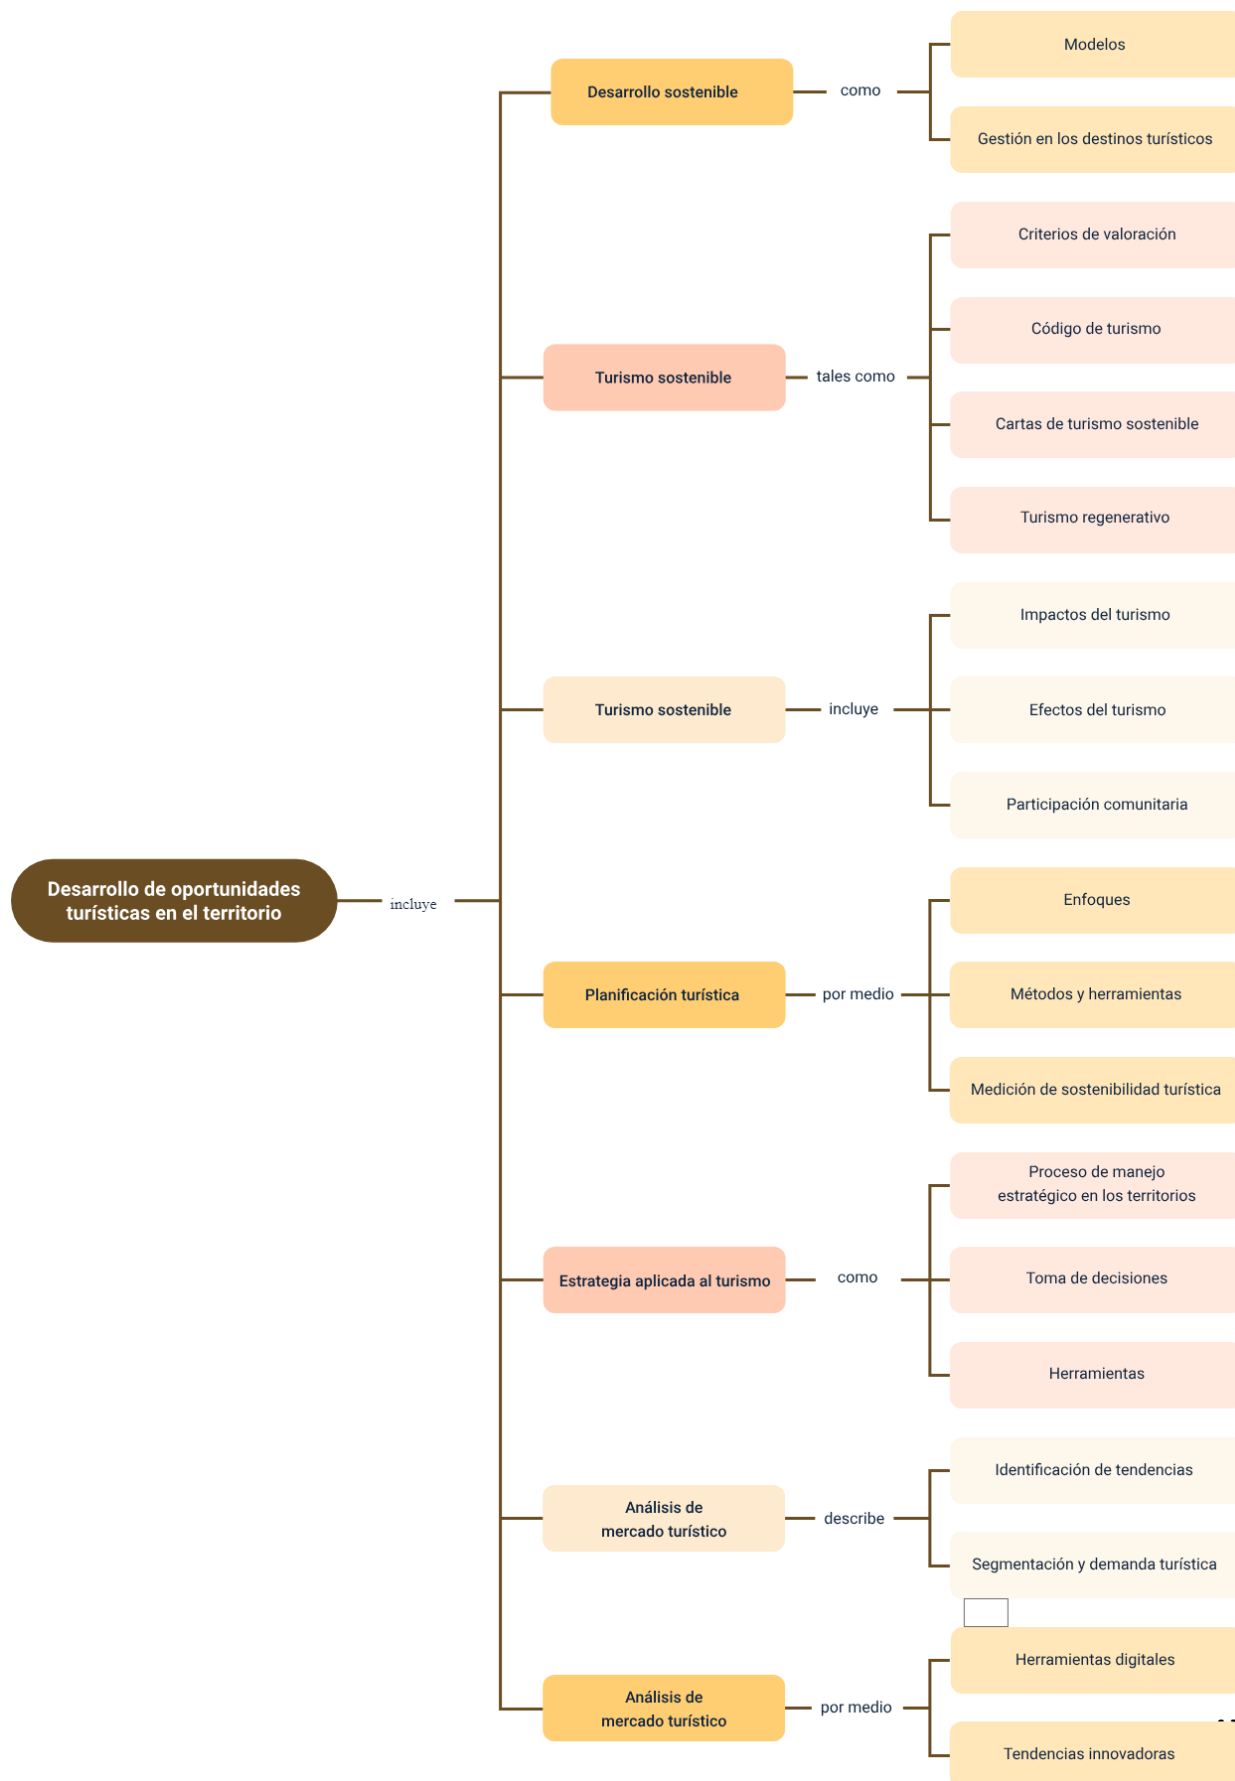 Desarrollo de oportunidades
turísticas en el territorio
incluye
Desarrollo sostenible
como
Modelos
Gestión en los destinos turísticos
Turismo sostenible
tales como
Criterios de valoración
Código de turismo
Cartas de turismo sostenible
Turismo regenerativo
Turismo sostenible
incluye
Impactos del turismo
Efectos del turismo
Participación comunitaria
Planificación turística
por medio
Enfoques
Métodos y herramientas
Medición de sostenibilidad turística
Estrategia aplicada al turismo
como
Proceso de manejo
estratégico en los territorios
Toma de decisiones
Herramientas
Análisis de
mercado turístico
describe
Identificación de tendencias
Segmentación y demanda turística
Análisis de
mercado turístico
por medio
Herramientas digitales
Tendencias innovadoras